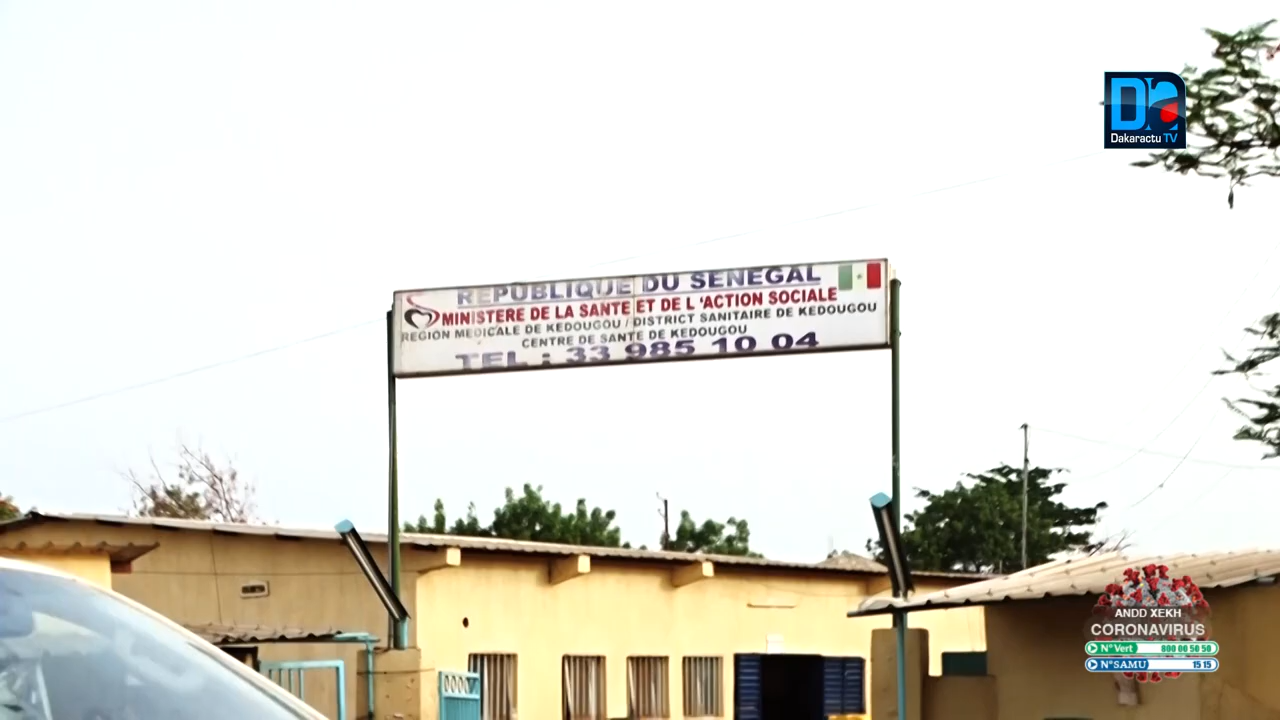 Dakaractu TV
REPUBLIQUE DU SENEGAL
MINISTERE DE LA SANTE ET DE L 'ACTION SOCIALE
REGION MEDICALE DE KEDOUGOU / DISTRICT SANITAIRE DE KEDOUGOU
CENTRE DE SANTE DE KEDOUGOU
TEL : 33 985 10 04
ANDD XEKH
CORONAVIRUS
N° Vert 800 00 50 50
N° SAMU 15 15